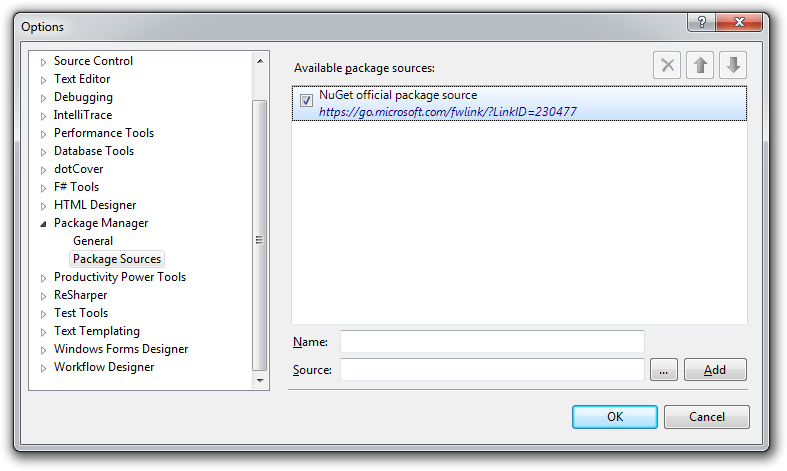 Options
Source Control
Text Editor
Debugging
IntelliTrace
Performance Tools
Database Tools
dotCover
F# Tools
HTML Designer
Package Manager
General
Package Sources
Productivity Power Tools
ReSharper
Test Tools
Text Templating
Windows Forms Designer
Workflow Designer
Available package sources:
NuGet official package source
https://go.microsoft.com/fwlink/?LinkID=230477
Name:
Source:
... Add
OK Cancel